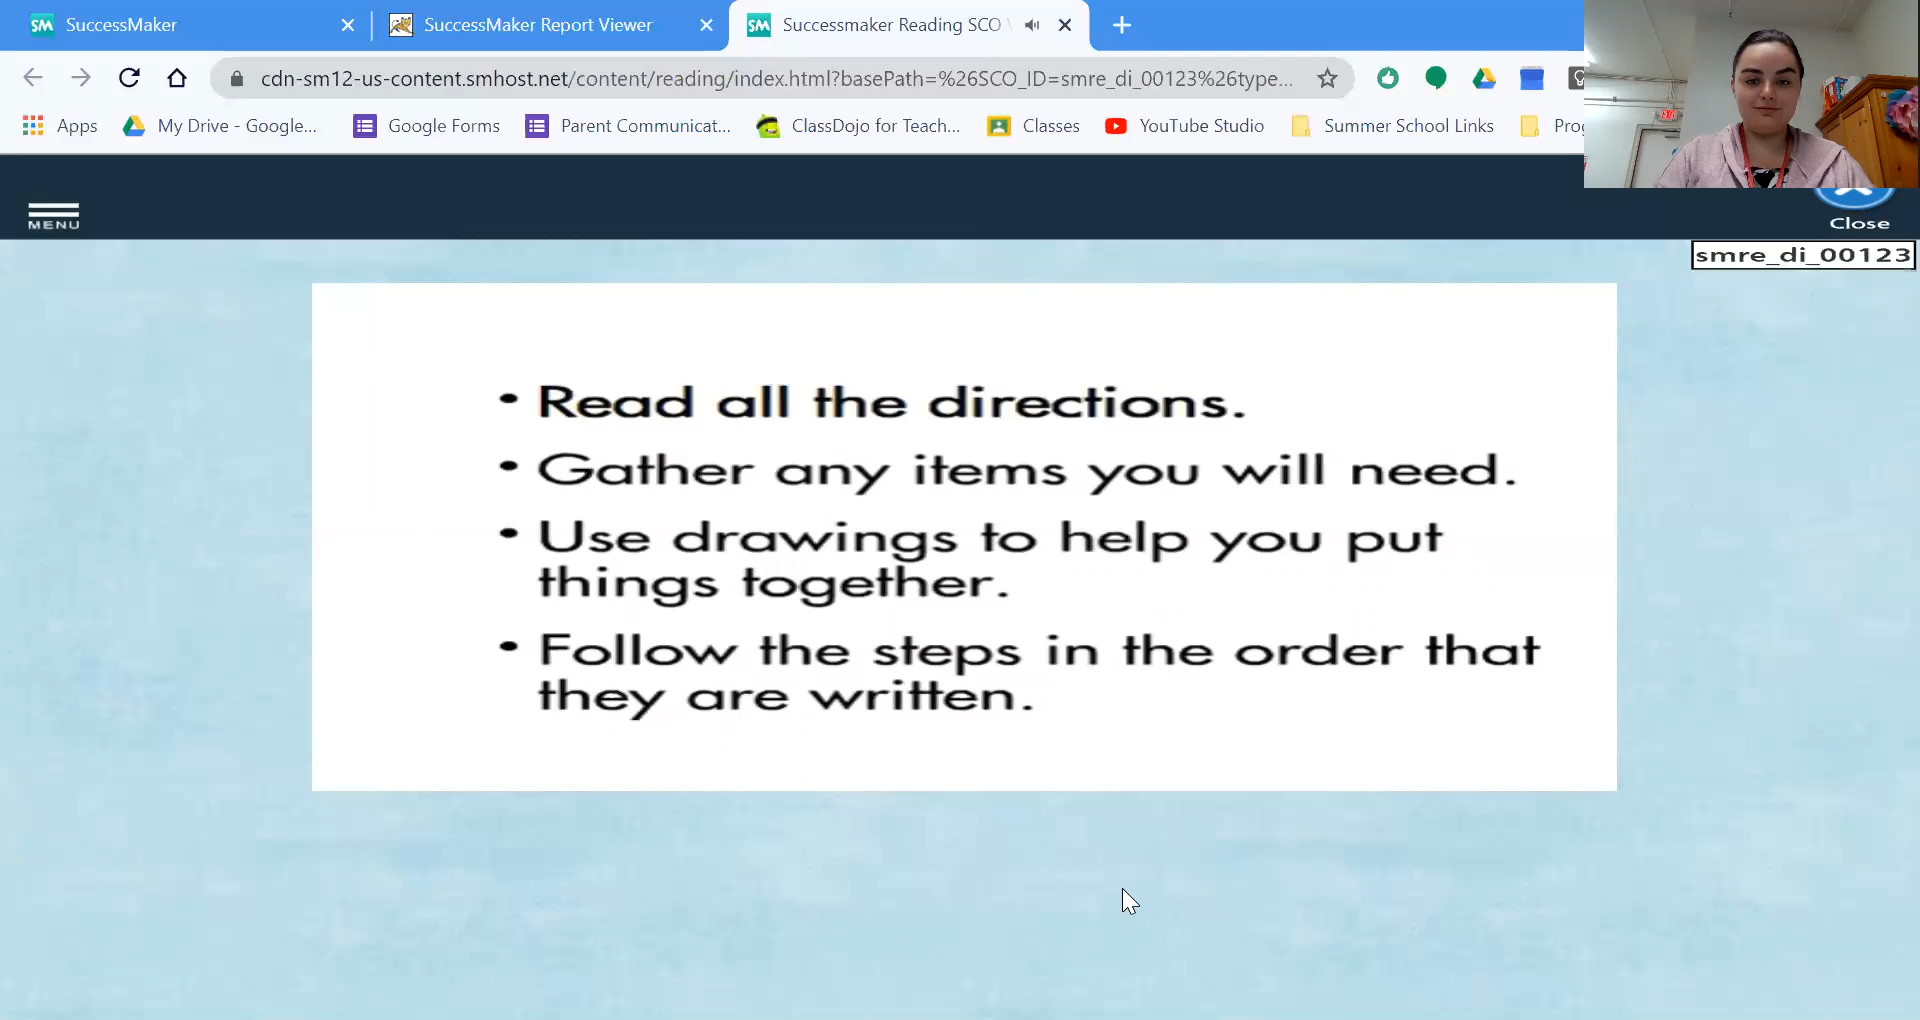 SM SuccessMaker
SuccessMaker Report Viewer
SM Successmaker Reading SCO
cdn-sm12-us-content.smhost.net/content/reading/index.html?basePath=%26SCO_ID=smre_di_00123%26type...
Apps My Drive - Google... Google Forms Parent Communicat... ClassDojo for Teach... Classes YouTube Studio Summer School Links Prog
MENU
Close
smre_di_00123
• Read all the directions.
• Gather any items you will need.
• Use drawings to help you put
things together.
• Follow the steps in the order that
they are written.